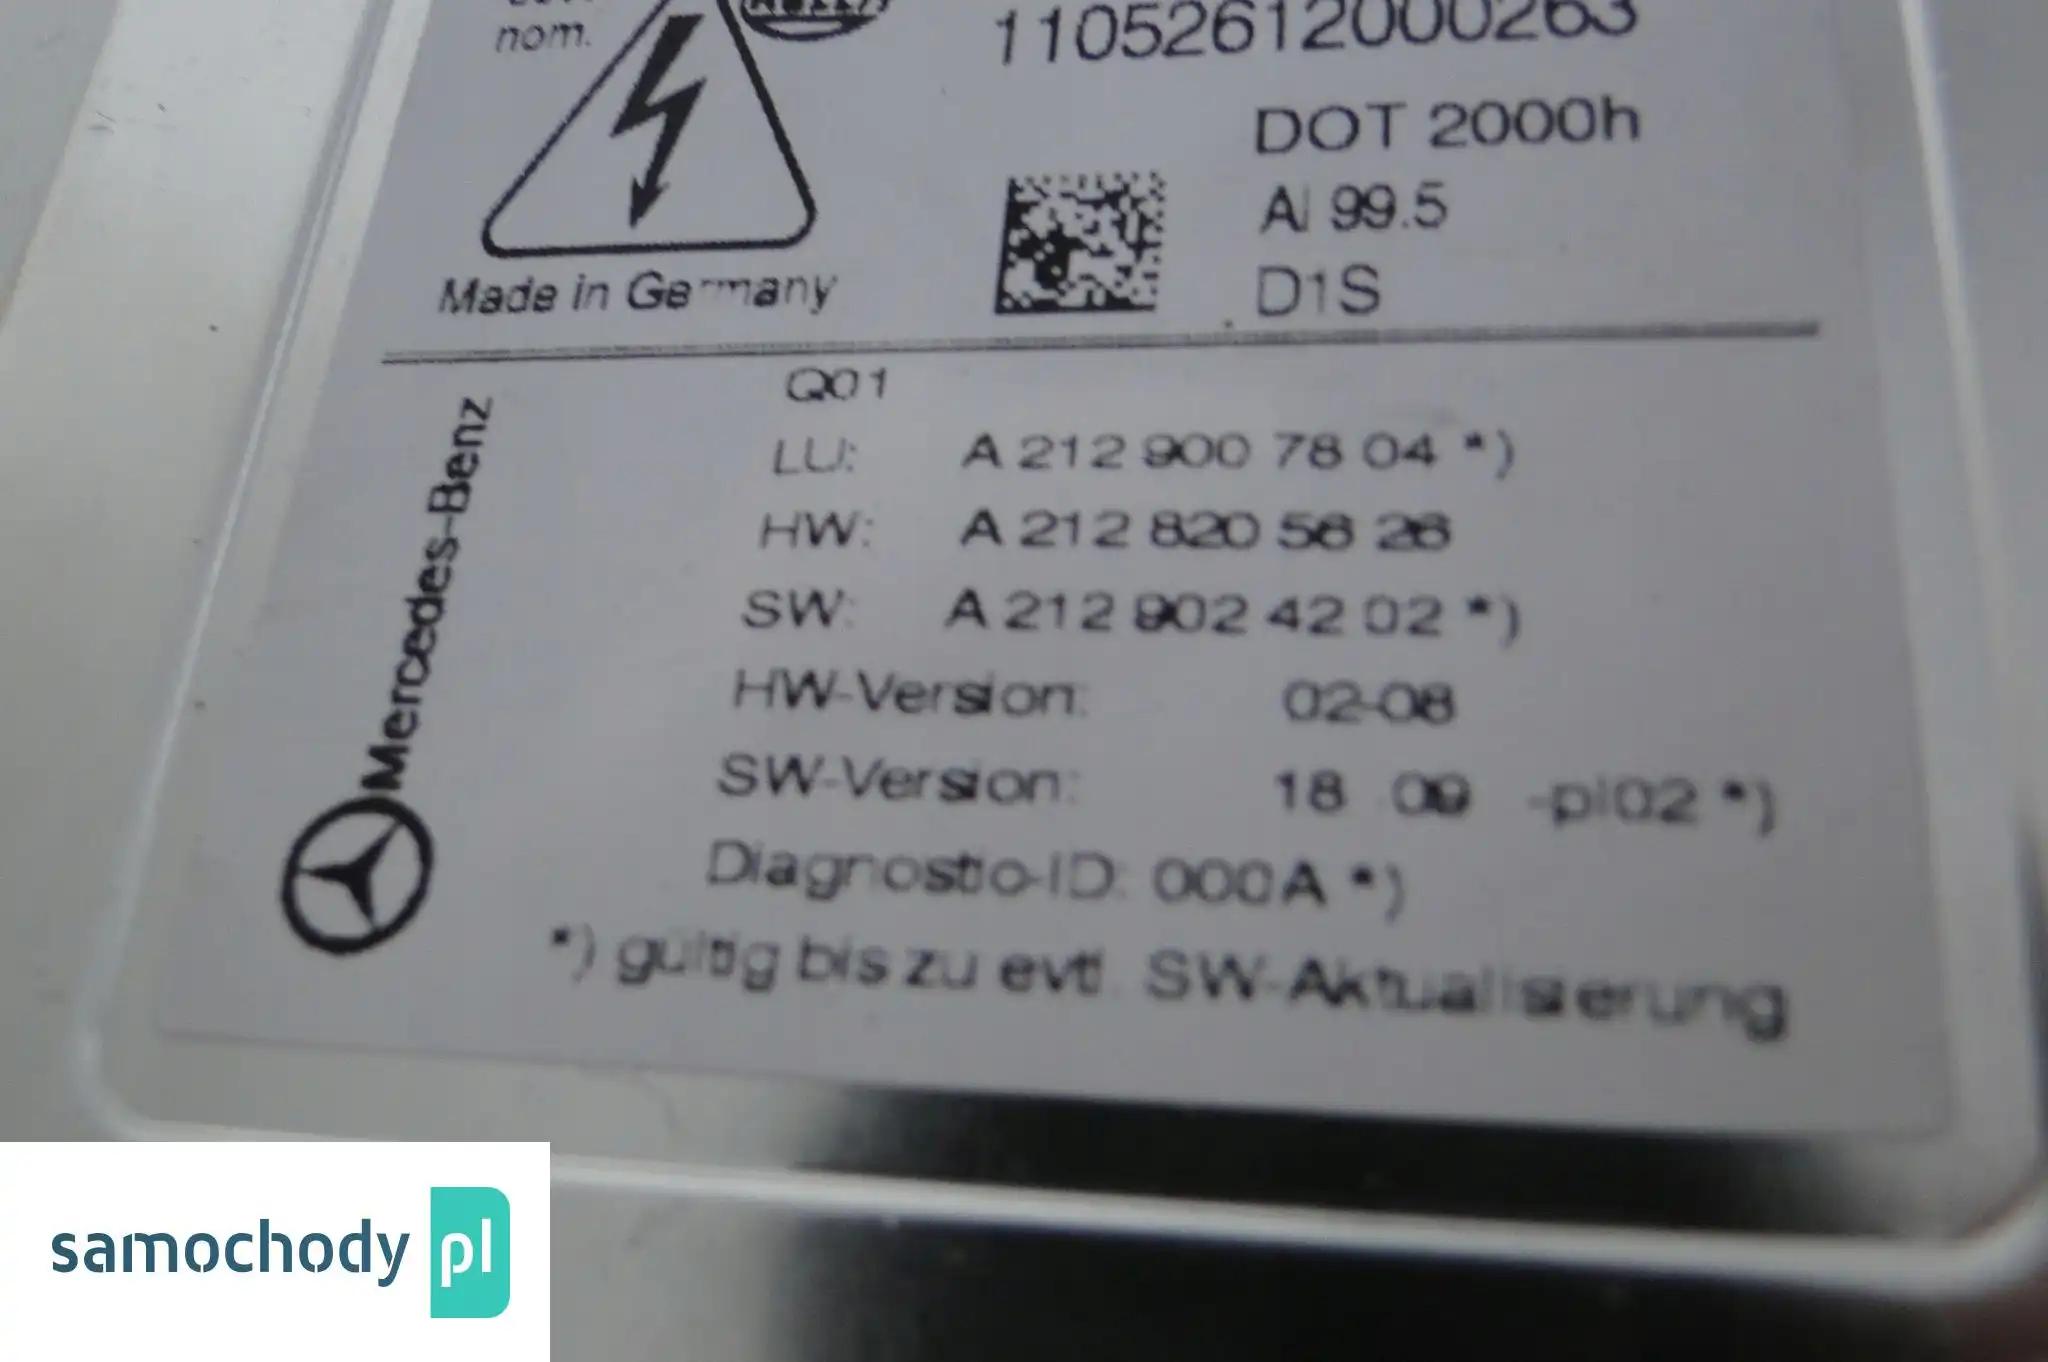 nom.
HELLA
11052612000263
DOT 2000h
Al 99.5
D1S
Made in Germany
Mercedes-Benz
Q01
LU: A 212 900 78 04 *)
HW: A 212 820 56 26
SW: A 212 902 42 02 *)
HW-Version: 02-08
SW-Version: 18 09 -pl02 *)
Diagnostic-ID: 000A *)
*) gültig bis zu evtl. SW-Aktualisierung
samochody pl